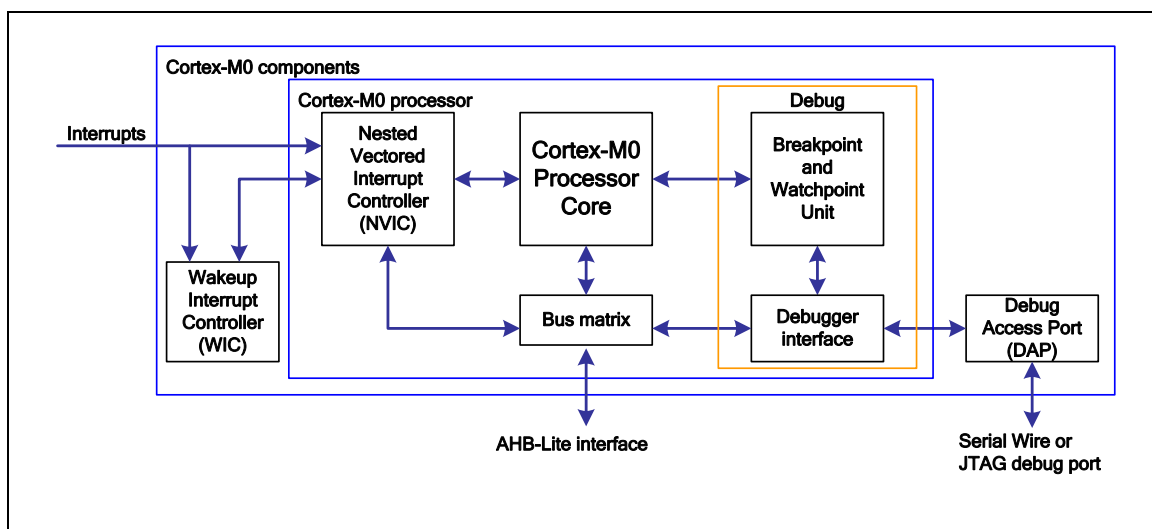 Cortex-M0 components
Cortex-M0 processor
Debug
Interrupts
Nested
Vectored
Interrupt
Controller
(NVIC)
Cortex-M0
Processor
Core
Breakpoint
and
Watchpoint
Unit
Wakeup
Interrupt
Controller
(WIC)
Bus matrix
Debugger
interface
Debug
Access Port
(DAP)
AHB-Lite interface
Serial Wire or
JTAG debug port